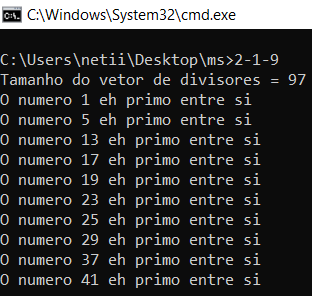 C:\Windows\System32\cmd.exe
C:\Users\netii\Desktop\ms>2-1-9
Tamanho do vetor de divisores = 97
O numero 1 eh primo entre si
O numero 5 eh primo entre si
O numero 13 eh primo entre si
O numero 17 eh primo entre si
O numero 19 eh primo entre si
O numero 23 eh primo entre si
O numero 25 eh primo entre si
O numero 29 eh primo entre si
O numero 37 eh primo entre si
O numero 41 eh primo entre si